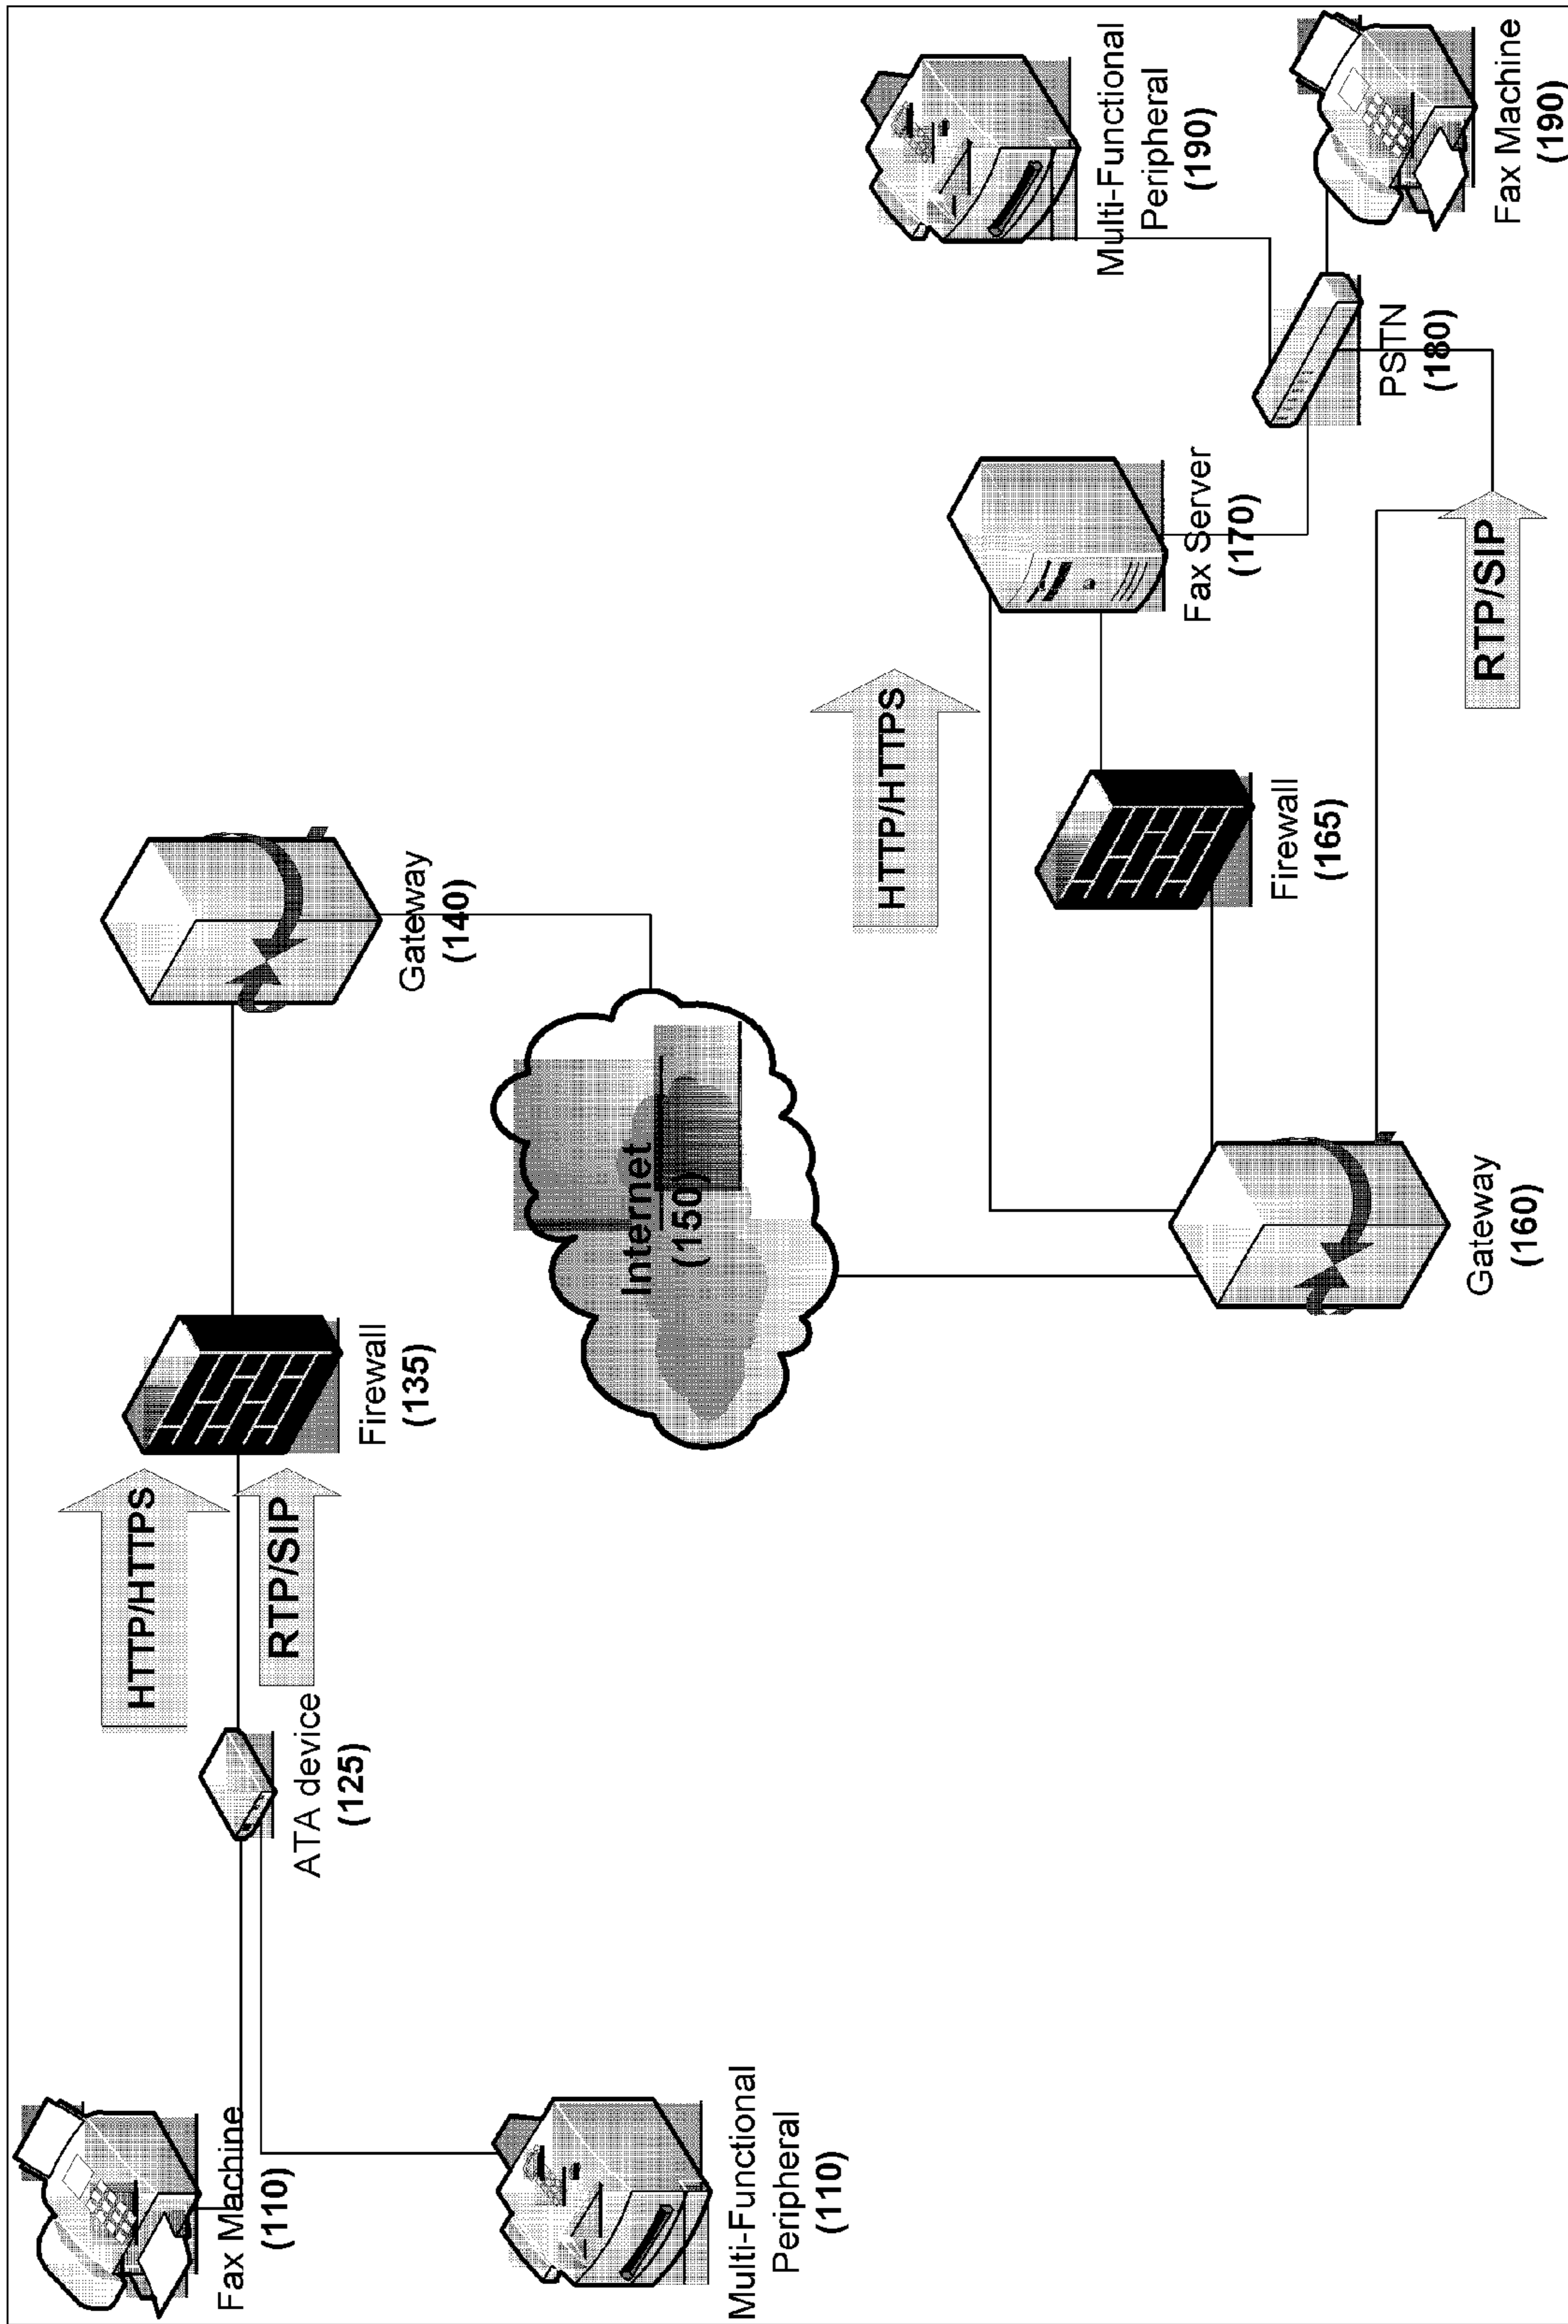 Fax Machine
(110)
Multi-Functional
Peripheral
(110)
ATA device
(125)
HTTP/HTTPS
RTP/SIP
Firewall
(135)
Gateway
(140)
Internet
(150)
Gateway
(160)
Firewall
(165)
HTTP/HTTPS
Fax Server
(170)
RTP/SIP
PSTN
(180)
Multi-Functional
Peripheral
(190)
Fax Machine
(190)